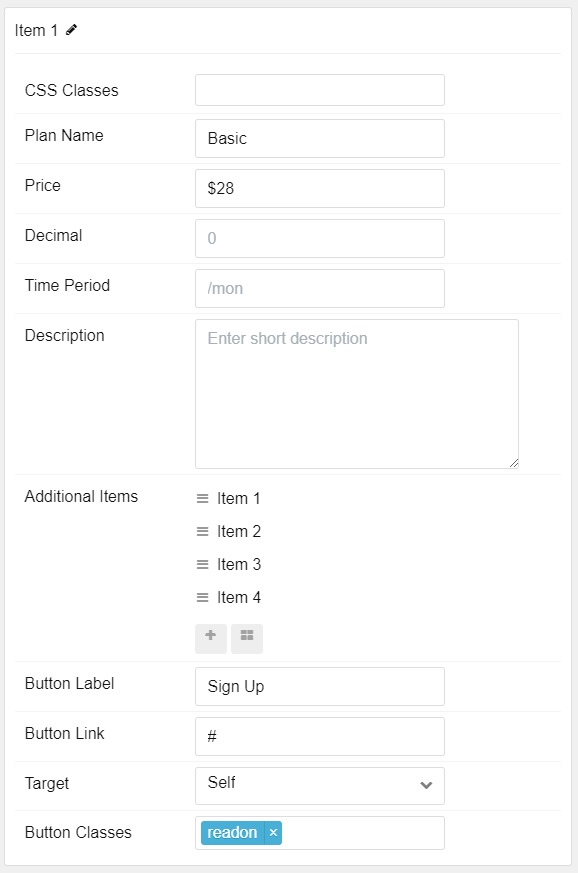 Item 1
CSS Classes
Plan Name Basic
Price $28
Decimal 0
Time Period /mon
Description Enter short description
Additional Items Item 1
Item 2
Item 3
Item 4
Button Label Sign Up
Button Link #
Target Self
Button Classes readon ×